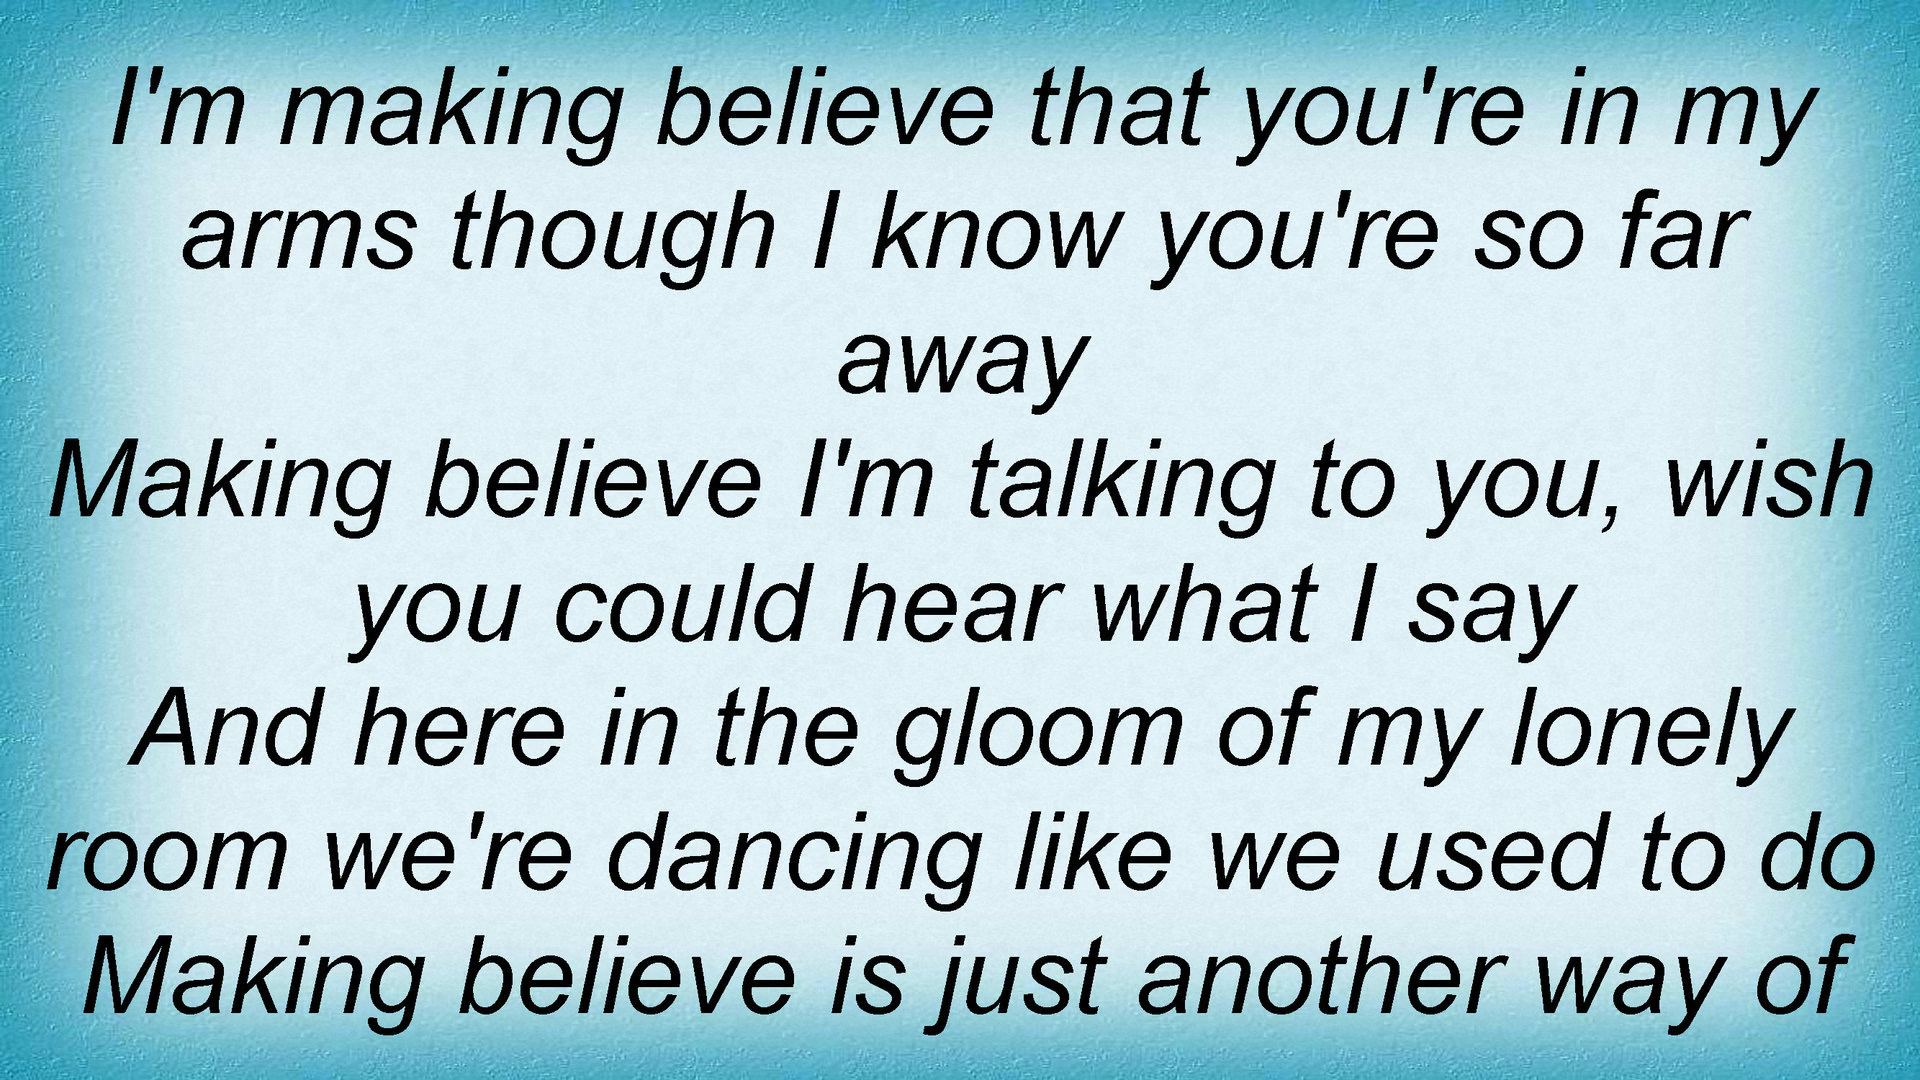 I'm making believe that you're in my
arms though I know you're so far
away
Making believe I'm talking to you, wish
you could hear what I say
And here in the gloom of my lonely
room we're dancing like we used to do
Making believe is just another way of